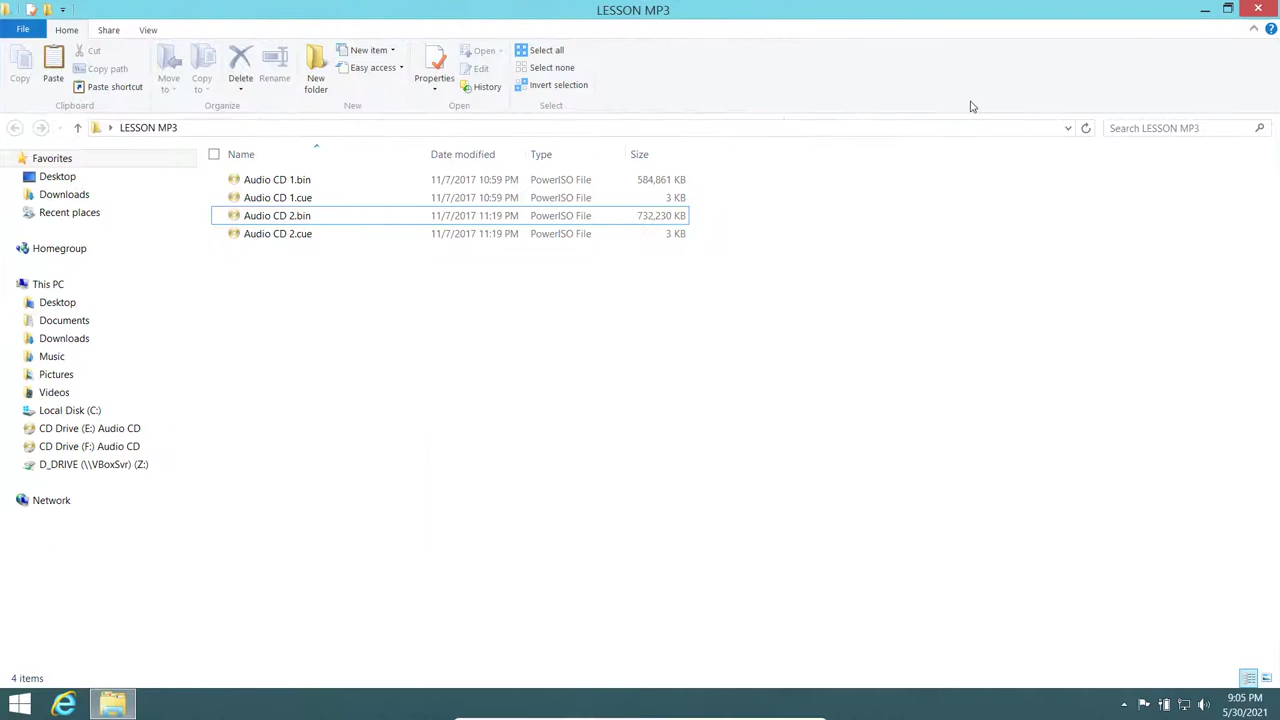 LESSON MP3
File Home Share View
Copy Paste Cut Copy path Paste shortcut Move to Copy to Delete Rename New folder New item Easy access Properties Open Edit History Select all Select none Invert selection
Clipboard Organize New Open Select
LESSON MP3 Search LESSON MP3
Name Date modified Type Size
Audio CD 1.bin 11/7/2017 10:59 PM PowerISO File 584,861 KB
Audio CD 1.cue 11/7/2017 10:59 PM PowerISO File 3 KB
Audio CD 2.bin 11/7/2017 11:19 PM PowerISO File 732,230 KB
Audio CD 2.cue 11/7/2017 11:19 PM PowerISO File 3 KB
Favorites
Desktop
Downloads
Recent places
Homegroup
This PC
Desktop
Documents
Downloads
Music
Pictures
Videos
Local Disk (C:)
CD Drive (E:) Audio CD
CD Drive (F:) Audio CD
D_DRIVE (\\VBoxSvr) (Z:)
Network
4 items
9:05 PM
5/30/2021